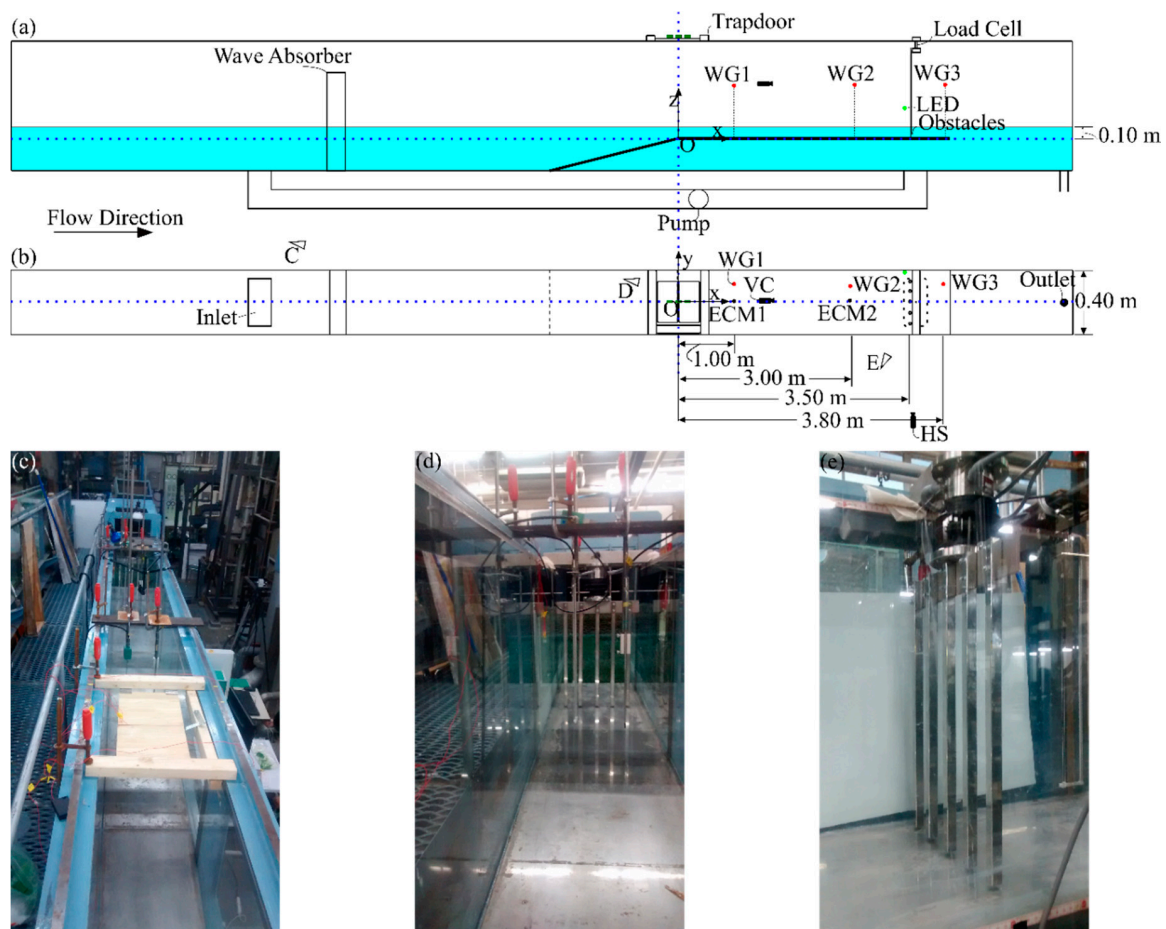 (a)
Trapdoor
Load Cell
Wave Absorber
WG1
WG2
WG3
z
LED
x
Obstacles
O
0.10 m
Flow Direction
Pump
(b)
C
y
WG1
D
VC
WG2
WG3
Outlet
x
0.40 m
Inlet
O
ECM1
ECM2
1.00 m
E
3.00 m
3.50 m
3.80 m
HS
(c)
(d)
(e)